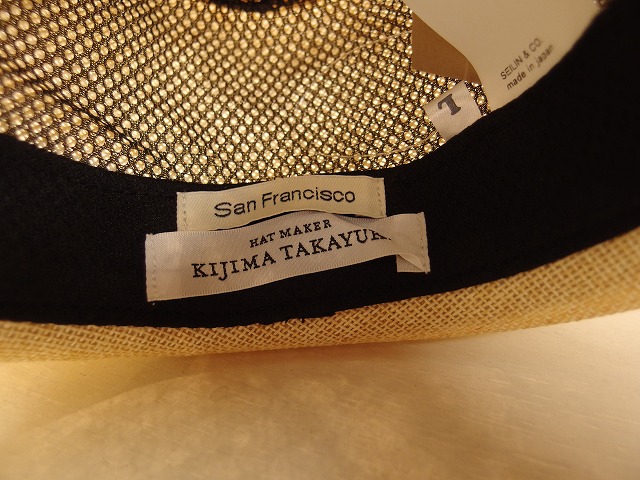 SEILIN & CO.
made in japan
L
San Francisco
HAT MAKER
KIJIMA TAKAYUKI